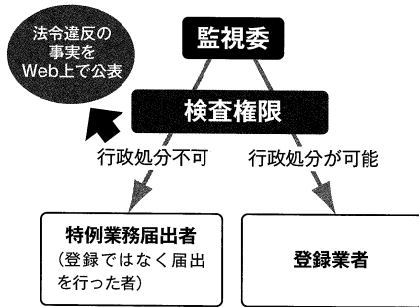 法令違反の
事実を
Web上で公表
監視委
検査権限
行政処分不可
行政処分が可能
特例業務届出者
(登録ではなく届出
を行った者)
登録業者